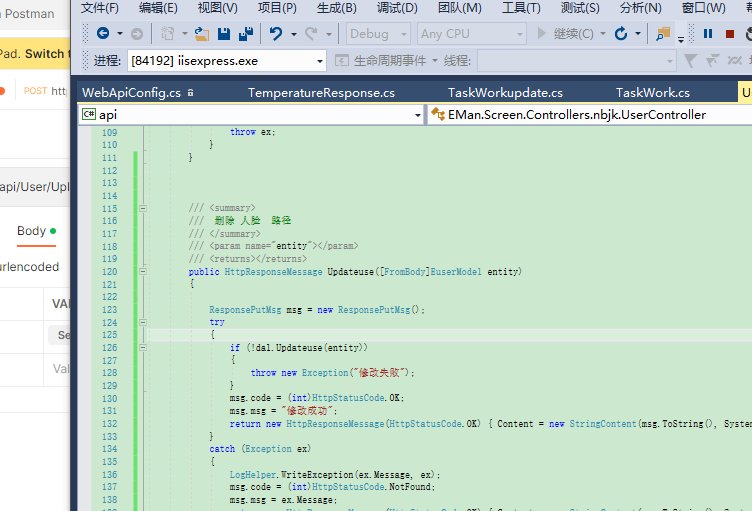 Postman
文件(F) 编辑(E) 视图(V) 项目(P) 生成(B) 调试(D) 团队(M) 工具(T) 测试(S) 分析(N) 窗口(W)
Debug Any CPU 继续(C)
Pad. Switch t
进程: [84192] iisexpress.exe 生命周期事件 线程:
POST htt
WebApiConfig.cs TemperatureResponse.cs TaskWorkupdate.cs TaskWork.cs U
C# api EMan.Screen.Controllers.nbjk.UserController
109 throw ex;
110 }
111 }
112
113
114
api/User/Upl
115 /// <summary>
116 /// 删除 人脸 路径
117 /// </summary>
118 /// <param name="entity"></param>
119 /// <returns></returns>
120 public HttpResponseMessage Updateuse([FromBody]EuserModel entity)
121 {
Body
122
urlencoded
123 ResponsePutMsg msg = new ResponsePutMsg();
124 try
125 {
126 if (!dal.Updateuse(entity))
127 {
128 throw new Exception("修改失败");
129 }
130 msg.code = (int)HttpStatusCode.OK;
131 msg.msg = "修改成功";
132 return new HttpResponseMessage(HttpStatusCode.OK) { Content = new StringContent(msg.ToString(), System
133 }
134 catch (Exception ex)
135 {
136 LogHelper.WriteException(ex.Message, ex);
137 msg.code = (int)HttpStatusCode.NotFound;
138 msg.msg = ex.Message;
VA
Se
Val